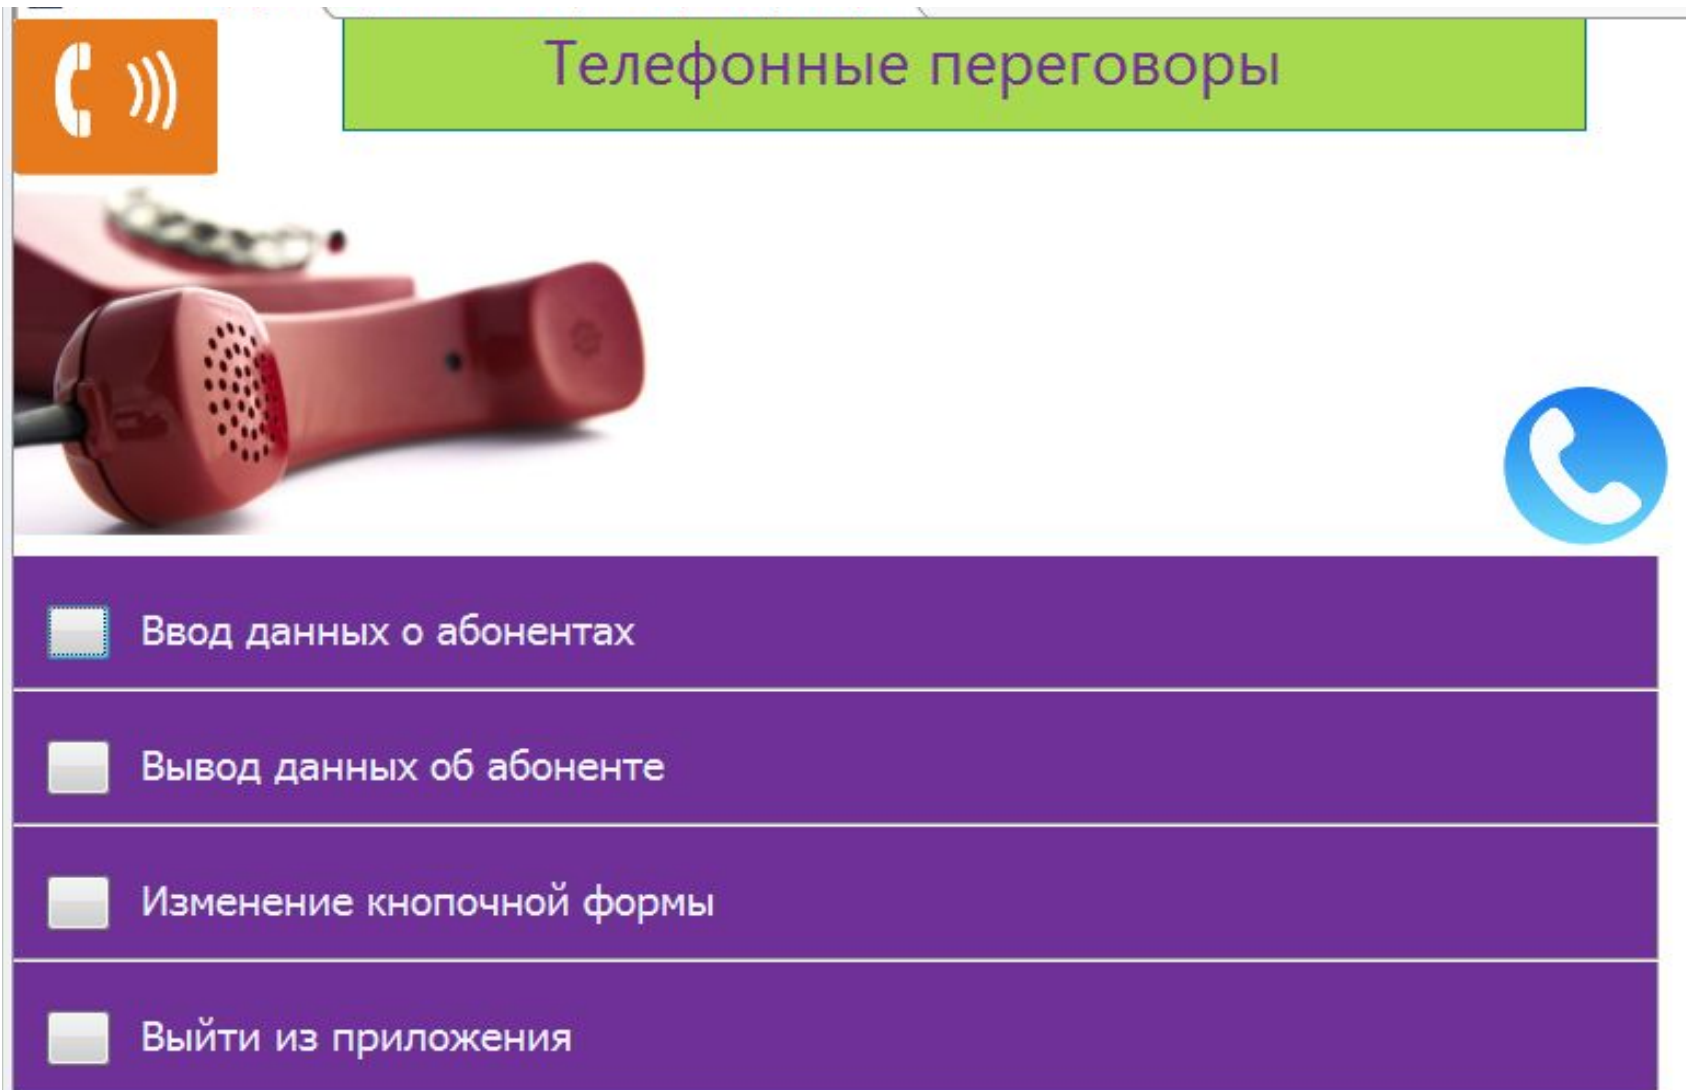 Телефонные переговоры
Ввод данных о абонентах
Вывод данных об абоненте
Изменение кнопочной формы
Выйти из приложения